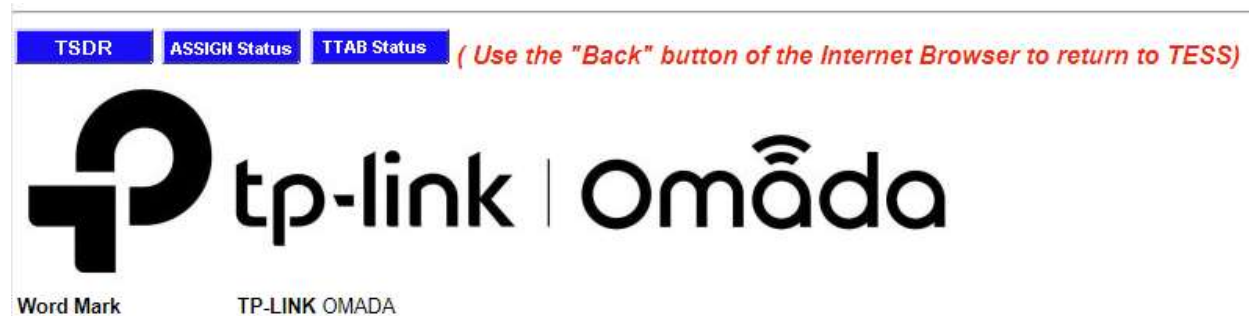 TSDR ASSIGN Status TTAB Status ( Use the "Back" button of the Internet Browser to return to TESS)
tp-link | Omada
Word Mark TP-LINK OMADA